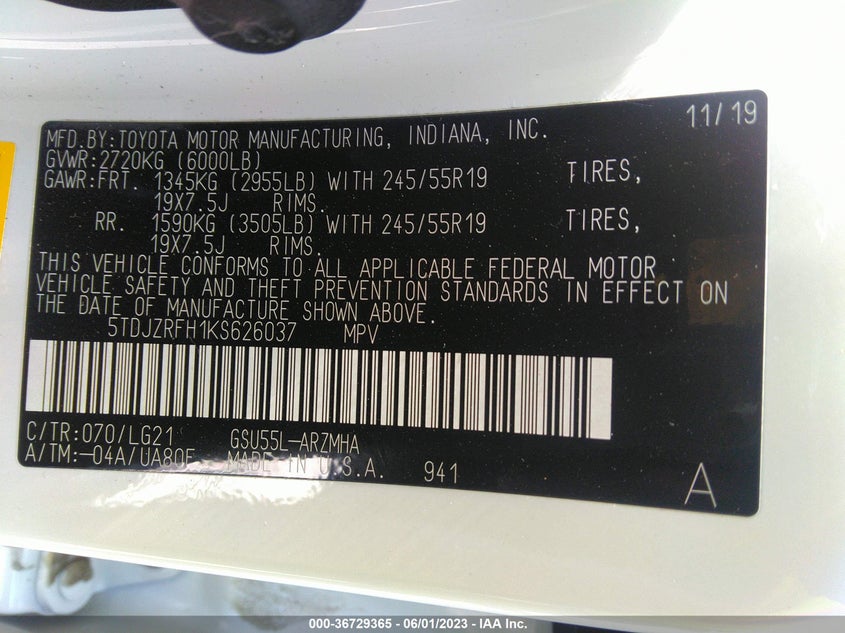 11/19
MFD.BY:TOYOTA MOTOR MANUFACTURING, INDIANA, INC.
GVWR:2720KG (6000LB)
GAWR:FRT. 1345KG (2955LB) WITH 245/55R19 TIRES,
19X7.5J RIMS.
RR. 1590KG (3505LB) WITH 245/55R19 TIRES,
19X7.5J RIMS.
THIS VEHICLE CONFORMS TO ALL APPLICABLE FEDERAL MOTOR
VEHICLE SAFETY AND THEFT PREVENTION STANDARDS IN EFFECT ON
THE DATE OF MANUFACTURE SHOWN ABOVE.
5TDJZRFH1KS626037 MPV
C/TR:070/LG21 GSU55L-ARZMHA
A/TM:-04A/UA80F MADE IN U.S.A. 941
A
000-36729365 - 06/01/2023 - IAA Inc.